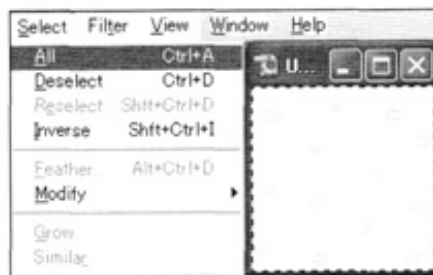 Select Filter View Window Help
All Ctrl+A
U...
Deselect Ctrl+D
Reselect Shft+Ctrl+D
Inverse Shft+Ctrl+I
Feather... Alt+Ctrl+D
Modify
Grow
Similar